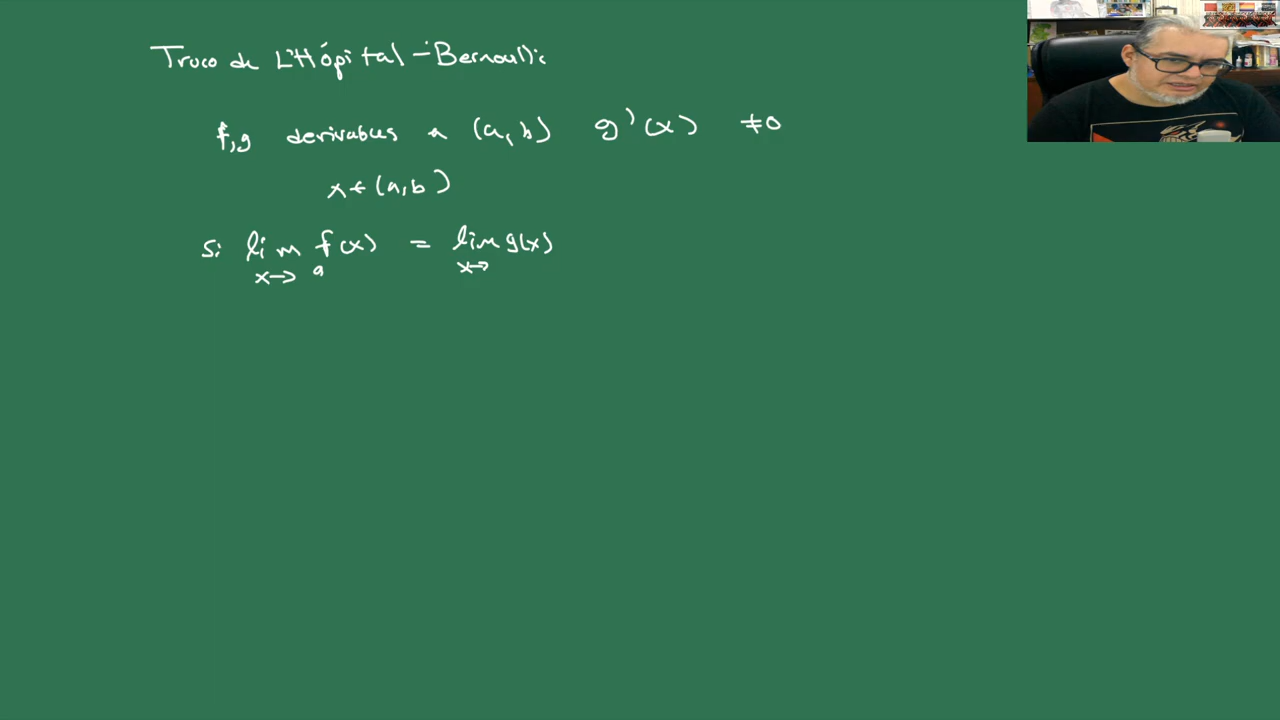 Truco de L'Hôpital - Bernoulli
f,g derivables a (a,b) g'(x) ≠0
x ∈ (a,b)
Si lim f(x) = lim g(x)
x→ a x→